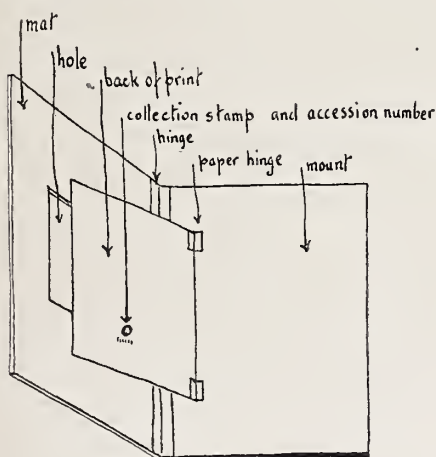 mat
hole
back of print
collection stamp and accession number
hinge
paper hinge
mount